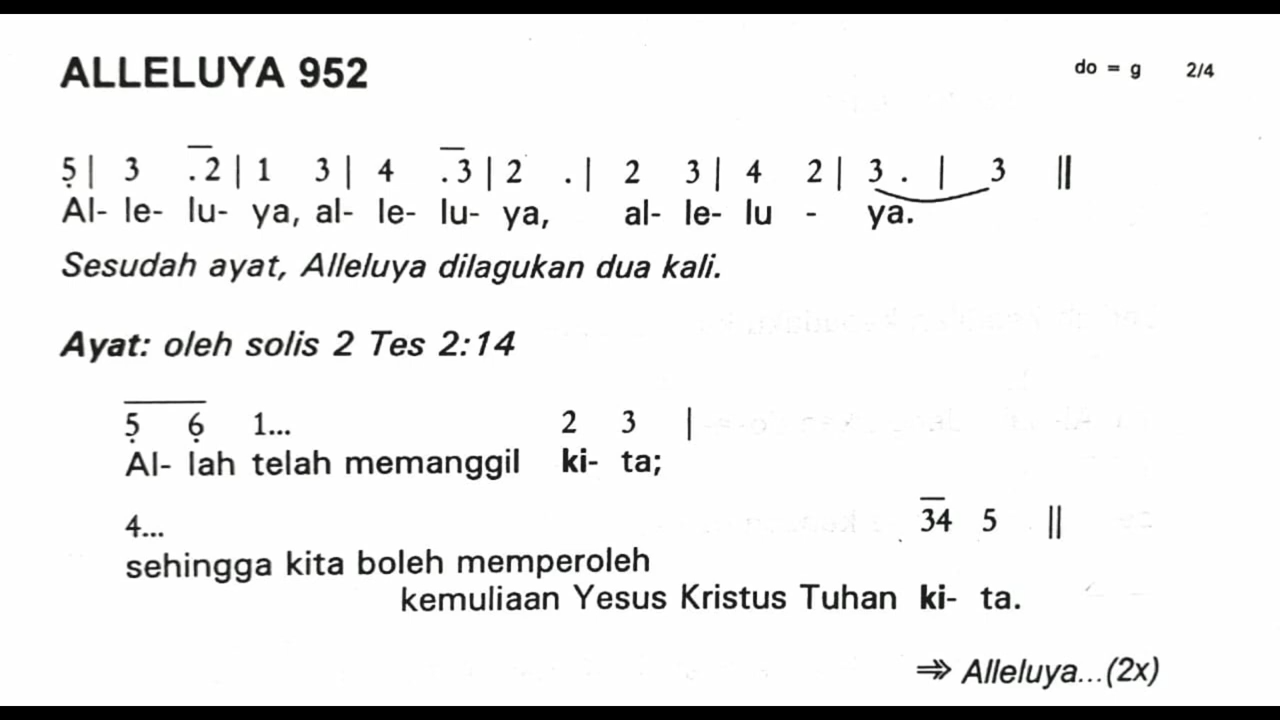 ALLELUYA 952 do = g 2/4
5̣ | 3 .̅2̅ | 1 3 | 4 .̅3̅ | 2 . | 2 3 | 4 2 | 3 . | 3 ||
Al- le- lu- ya, al- le- lu- ya, al- le- lu - ya.
Sesudah ayat, Alleluya dilagukan dua kali.
Ayat: oleh solis 2 Tes 2:14
5̣ 6̣ 1... 2 3 |
Al- lah telah memanggil ki- ta;
4... 3̅4̅ 5 ||
sehingga kita boleh memperoleh
kemuliaan Yesus Kristus Tuhan ki- ta.
⇒ Alleluya...(2x)